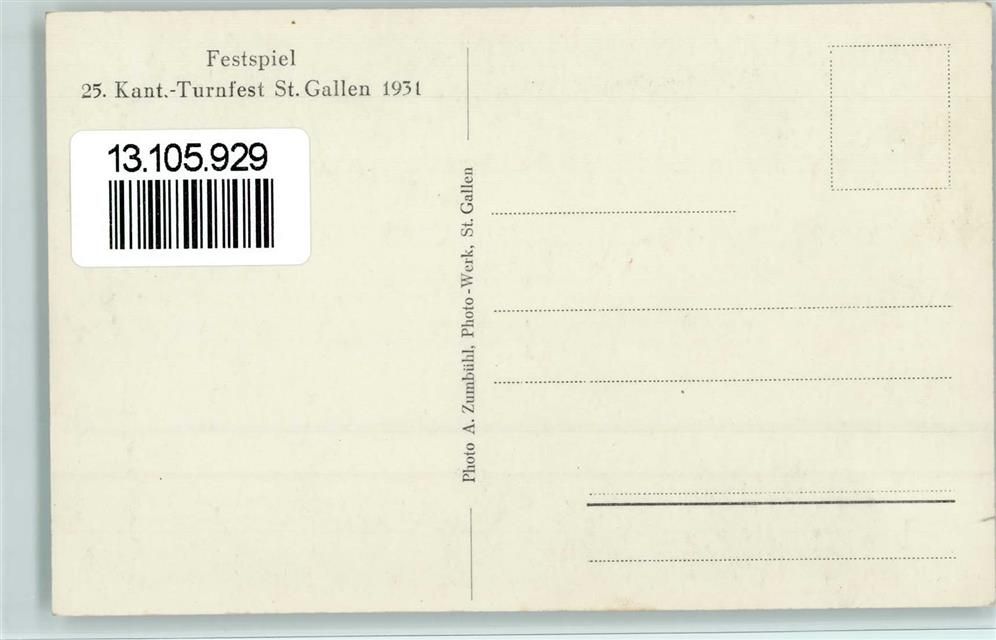 Festspiel
25. Kant.-Turnfest St. Gallen 1931
13.105.929
Photo A. Zumbühl, Photo-Werk, St. Gallen